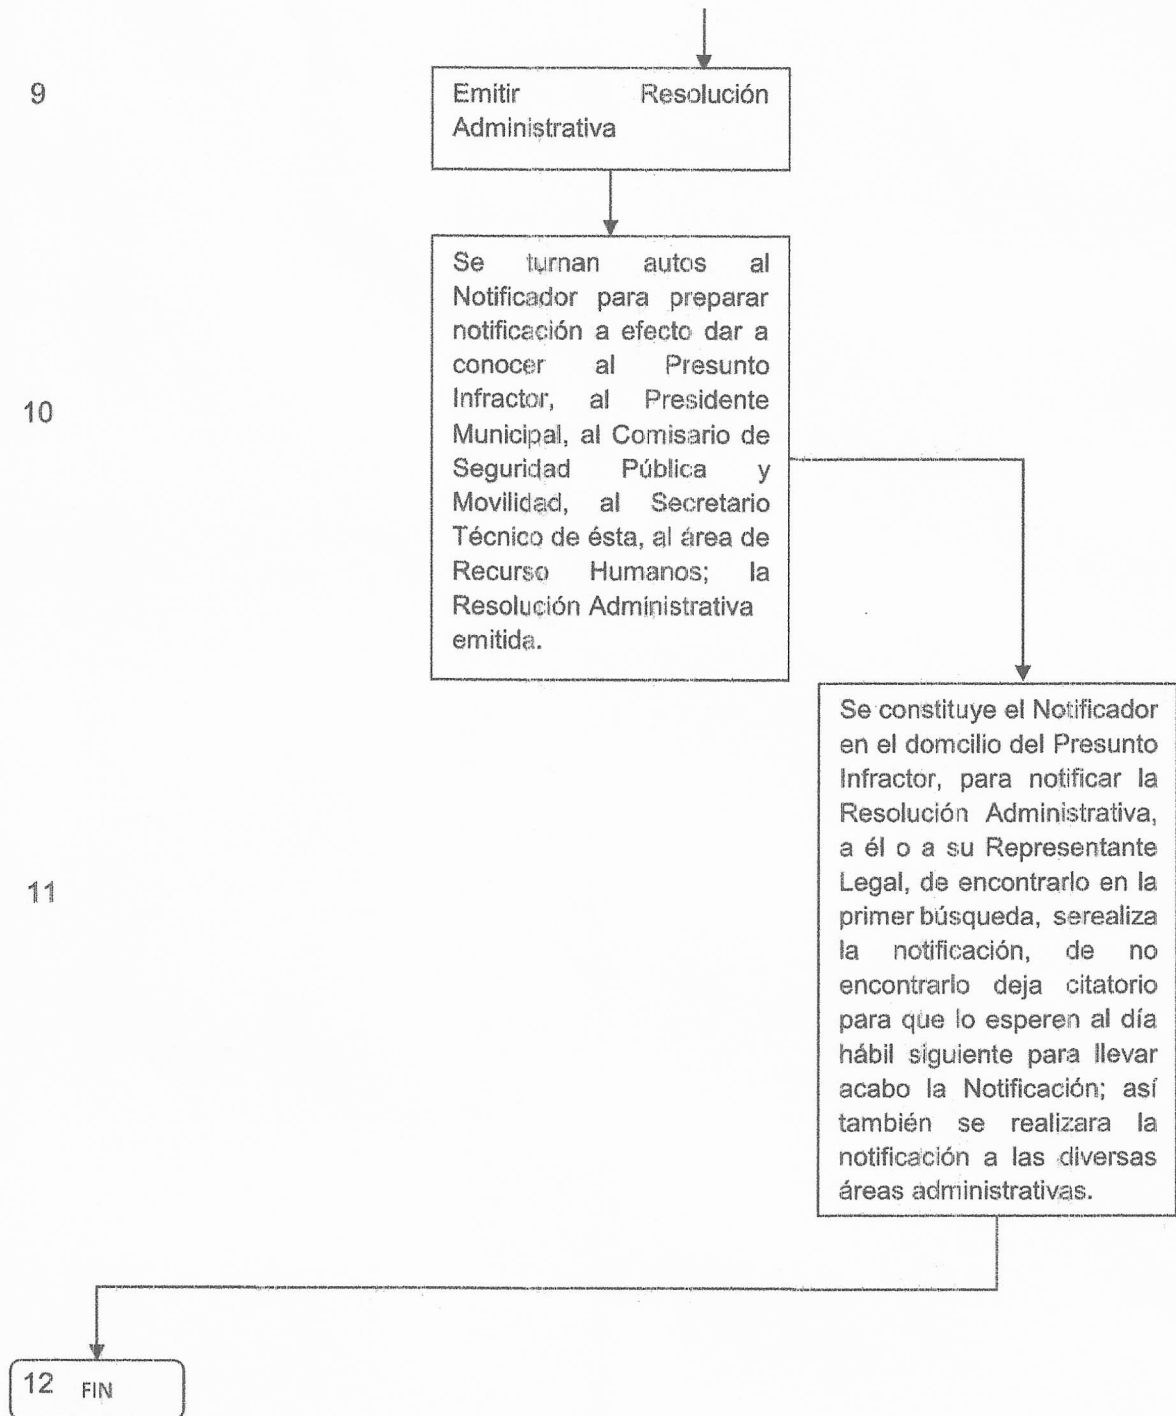 9
Emitir Resolución
Administrativa
10
Se turnan autos al
Notificador para preparar
notificación a efecto dar a
conocer al Presunto
Infractor, al Presidente
Municipal, al Comisario de
Seguridad Pública y
Movilidad, al Secretario
Técnico de ésta, al área de
Recurso Humanos; la
Resolución Administrativa
emitida.
11
Se constituye el Notificador
en el domcilio del Presunto
Infractor, para notificar la
Resolución Administrativa,
a él o a su Representante
Legal, de encontrarlo en la
primer búsqueda, serealiza
la notificación, de no
encontrarlo deja citatorio
para que lo esperen al día
hábil siguiente para llevar
acabo la Notificación; así
también se realizara la
notificación a las diversas
áreas administrativas.
12 FIN